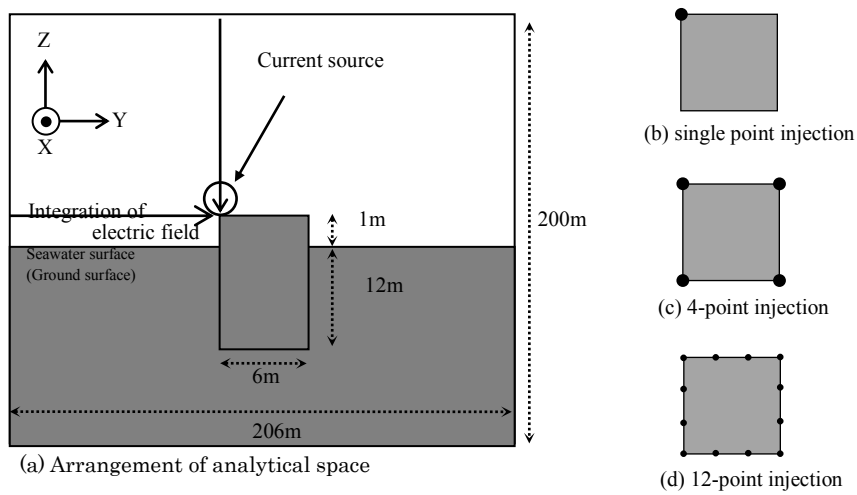 Z
Current source
Y
X
Integration of
electric field
1m
200m
Seawater surface
(Ground surface)
12m
6m
206m
(a) Arrangement of analytical space
(b) single point injection
(c) 4-point injection
(d) 12-point injection